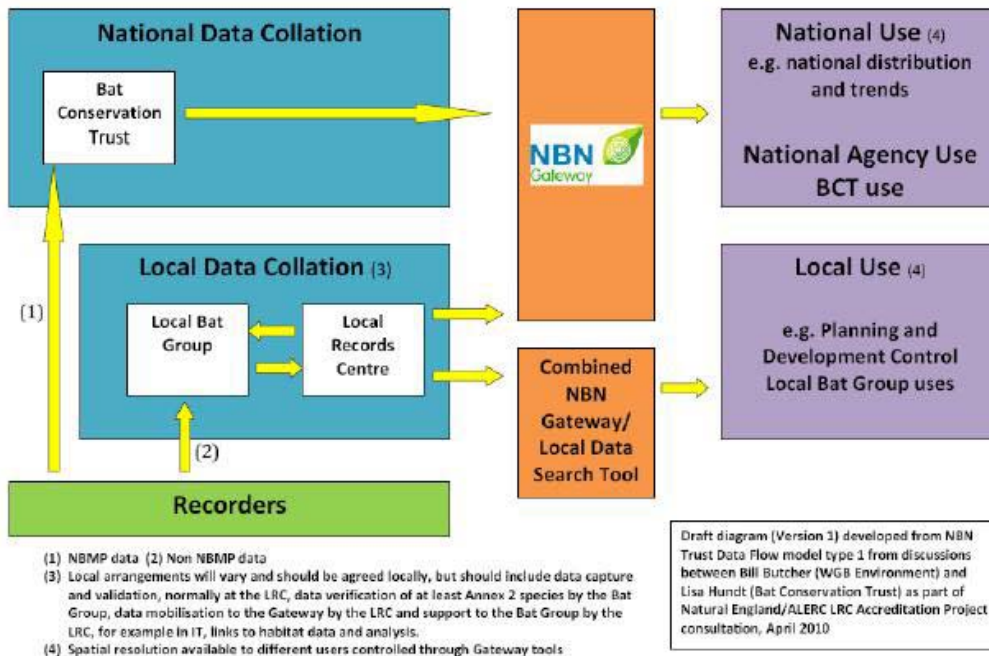 National Data Collation
Bat
Conservation
Trust
NBN
Gateway
National Use (4)
e.g. national distribution
and trends
National Agency Use
BCT use
(1)
Local Data Collation (3)
Local Bat
Group
Local
Records
Centre
Combined
NBN
Gateway/
Local Data
Search Tool
Local Use (4)
e.g. Planning and
Development Control
Local Bat Group uses
(2)
Recorders
(1) NBMP data (2) Non NBMP data
(3) Local arrangements will vary and should be agreed locally, but should include data capture
and validation, normally at the LRC, data verification of at least Annex 2 species by the Bat
Group, data mobilisation to the Gateway by the LRC and support to the Bat Group by the
LRC, for example in IT, links to habitat data and analysis.
(4) Spatial resolution available to different users controlled through Gateway tools
Draft diagram (Version 1) developed from NBN
Trust Data Flow model type 1 from discussions
between Bill Butcher (WGB Environment) and
Lisa Hundt (Bat Conservation Trust) as part of
Natural England/ALERC LRC Accreditation Project
consultation, April 2010